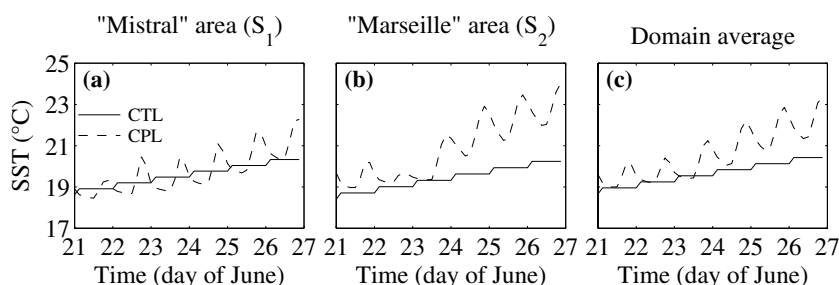 "Mistral" area (S1)
"Marseille" area (S2)
Domain average
(a)
(b)
(c)
SST (°C)
25
23
21
19
17
CTL
CPL
21 22 23 24 25 26 27
21 22 23 24 25 26 27
21 22 23 24 25 26 27
Time (day of June)
Time (day of June)
Time (day of June)